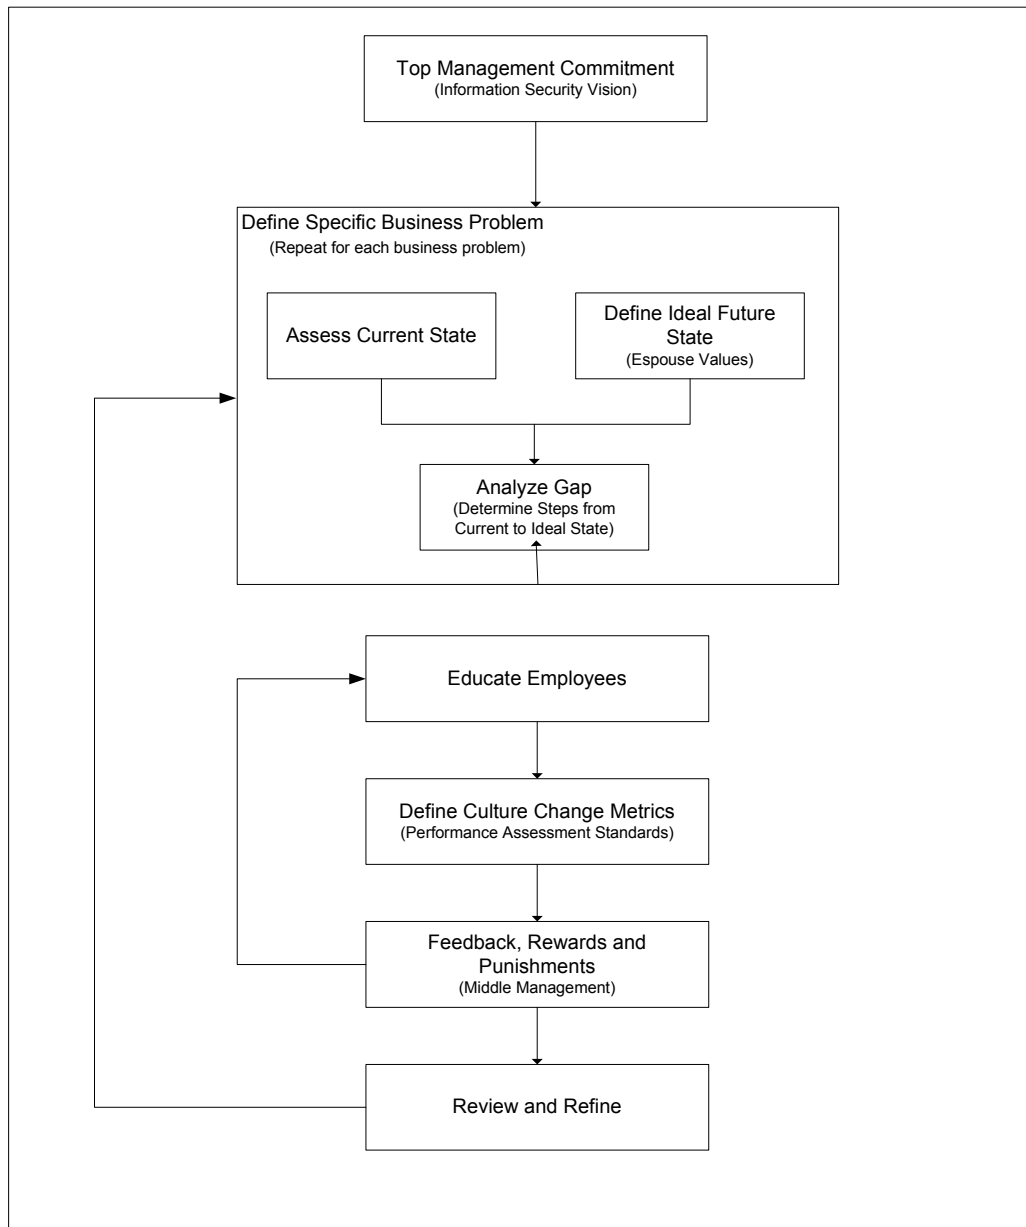 Top Management Commitment
(Information Security Vision)
Define Specific Business Problem
(Repeat for each business problem)
Assess Current State
Define Ideal Future
State
(Espouse Values)
Analyze Gap
(Determine Steps from
Current to Ideal State)
Educate Employees
Define Culture Change Metrics
(Performance Assessment Standards)
Feedback, Rewards and
Punishments
(Middle Management)
Review and Refine